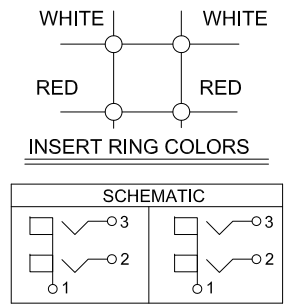 WHITE WHITE
RED RED
INSERT RING COLORS
SCHEMATIC
3 3
2 2
1 1